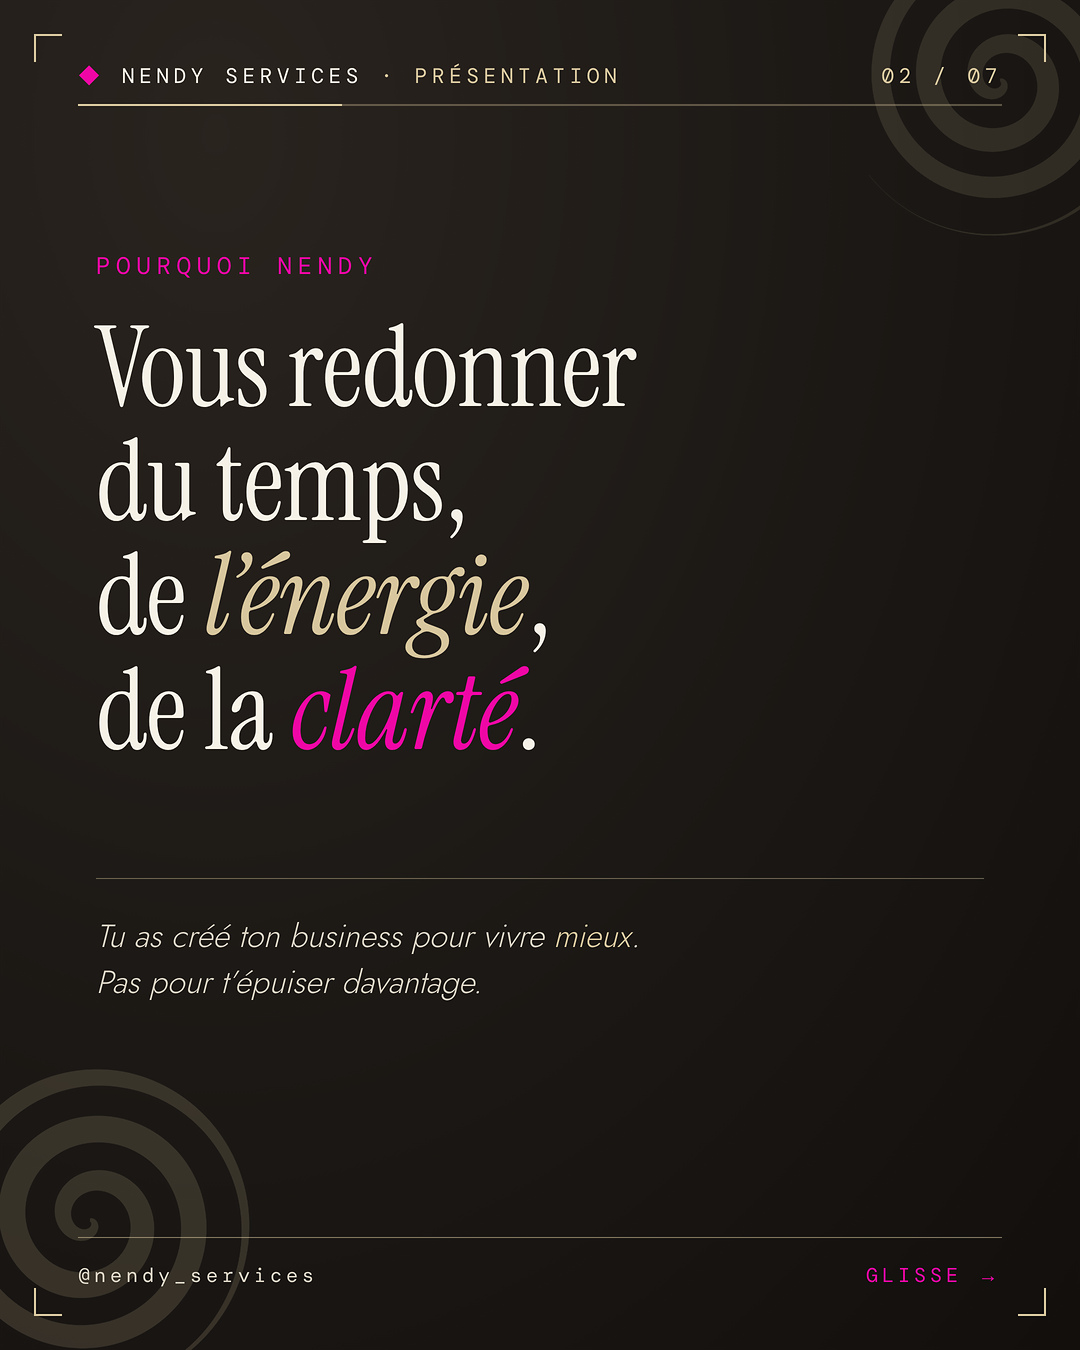 NENDY SERVICES · PRÉSENTATION
02 / 07
POURQUOI NENDY
Vous redonner
du temps,
de l’énergie,
de la clarté.
Tu as créé ton business pour vivre mieux.
Pas pour t’épuiser davantage.
@nendy_services
GLISSE →